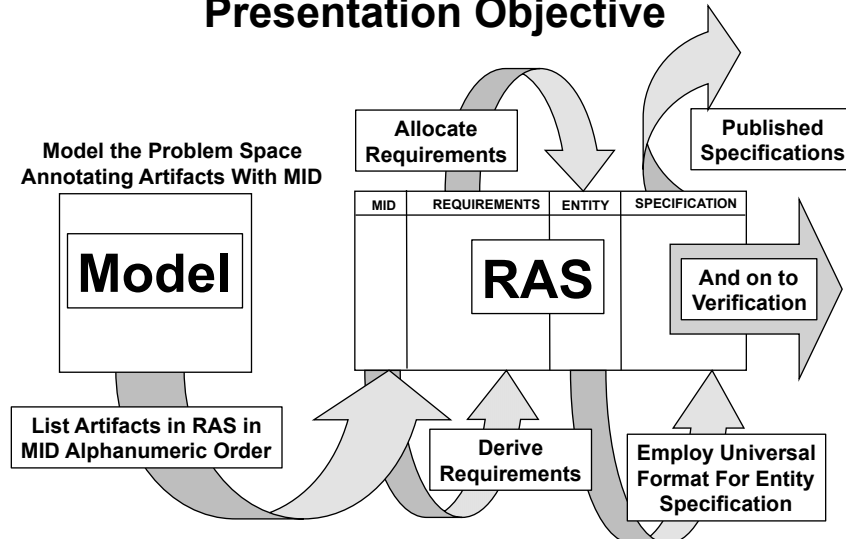 Presentation Objective
Model the Problem Space
Annotating Artifacts With MID
Model
List Artifacts in RAS in
MID Alphanumeric Order
Allocate
Requirements
Published
Specifications
MID REQUIREMENTS ENTITY SPECIFICATION
RAS
And on to
Verification
Derive
Requirements
Employ Universal
Format For Entity
Specification